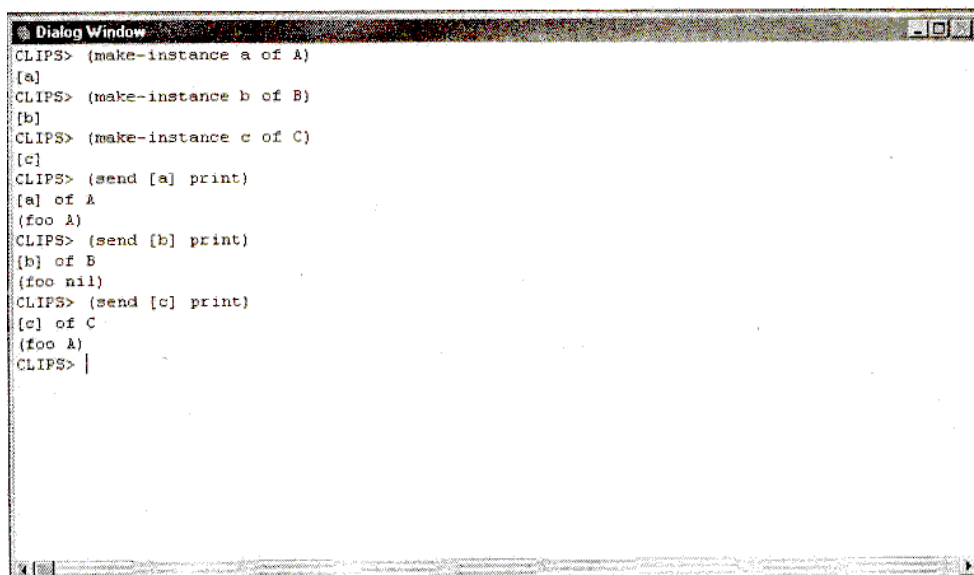 Dialog Window
CLIPS> (make-instance a of A)
[a]
CLIPS> (make-instance b of B)
[b]
CLIPS> (make-instance c of C)
[c]
CLIPS> (send [a] print)
[a] of A
(foo A)
CLIPS> (send [b] print)
[b] of B
(foo nil)
CLIPS> (send [c] print)
[c] of C
(foo A)
CLIPS>